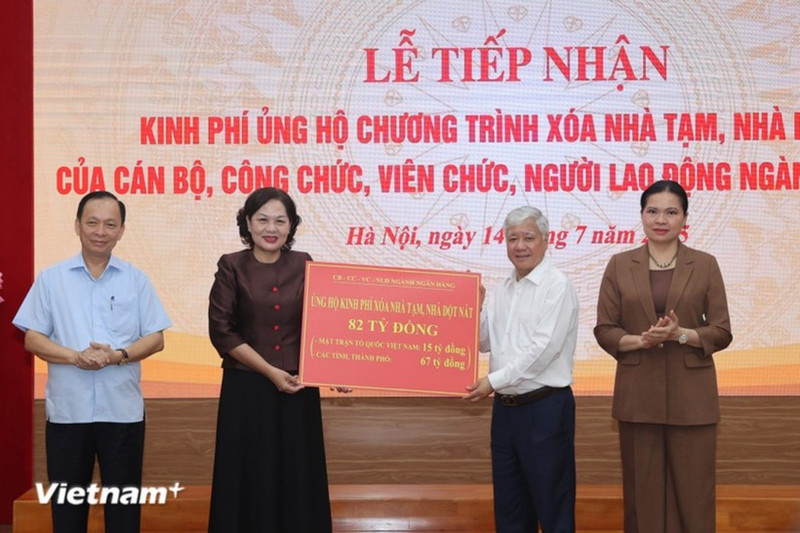 LỄ TIẾP NHẬN
KINH PHÍ ỦNG HỘ CHƯƠNG TRÌNH XÓA NHÀ TẠM, NHÀ
CỦA CÁN BỘ, CÔNG CHỨC, VIÊN CHỨC, NGƯỜI LAO ĐỘNG NGÀN
Hà Nội, ngày 14 7 năm 5
CB - CC - VC - NLĐ NGÀNH NGÂN HÀNG
ỦNG HỘ KINH PHÍ XÓA NHÀ TẠM, NHÀ DỘT NÁT
82 TỶ ĐỒNG
(- MẶT TRẬN TỔ QUỐC VIỆT NAM: 15 tỷ đồng)
(- CÁC TỈNH, THÀNH PHỐ: 67 tỷ đồng)
Vietnam+